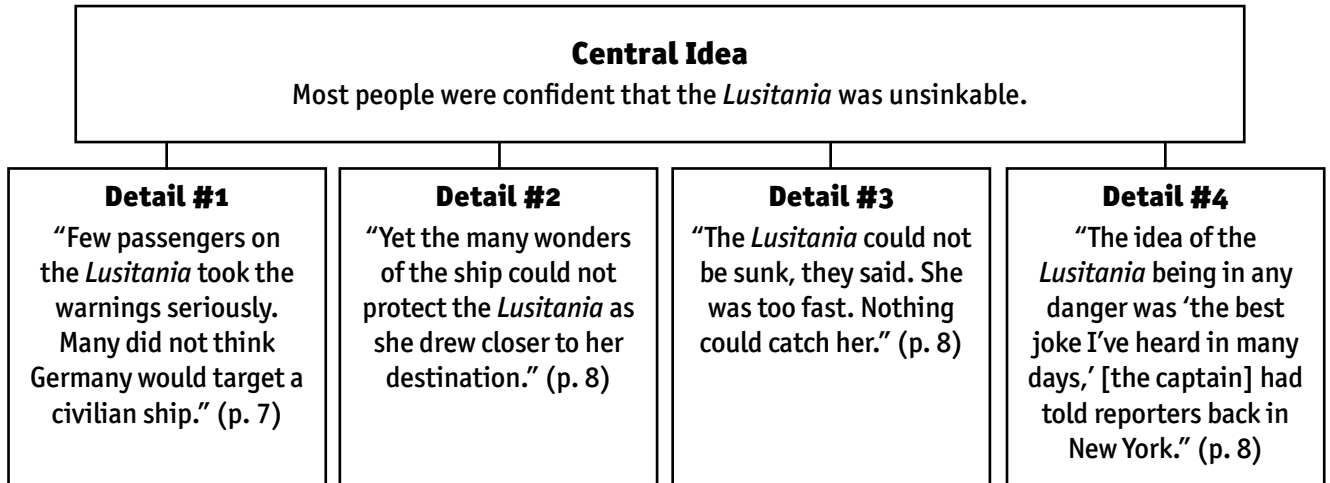 Central Idea
Most people were confident that the Lusitania was unsinkable.
Detail #1
“Few passengers on
the Lusitania took the
warnings seriously.
Many did not think
Germany would target a
civilian ship.” (p. 7)
Detail #2
“Yet the many wonders
of the ship could not
protect the Lusitania as
she drew closer to her
destination.” (p. 8)
Detail #3
“The Lusitania could not
be sunk, they said. She
was too fast. Nothing
could catch her.” (p. 8)
Detail #4
“The idea of the
Lusitania being in any
danger was ‘the best
joke I’ve heard in many
days,’ [the captain] had
told reporters back in
New York.” (p. 8)